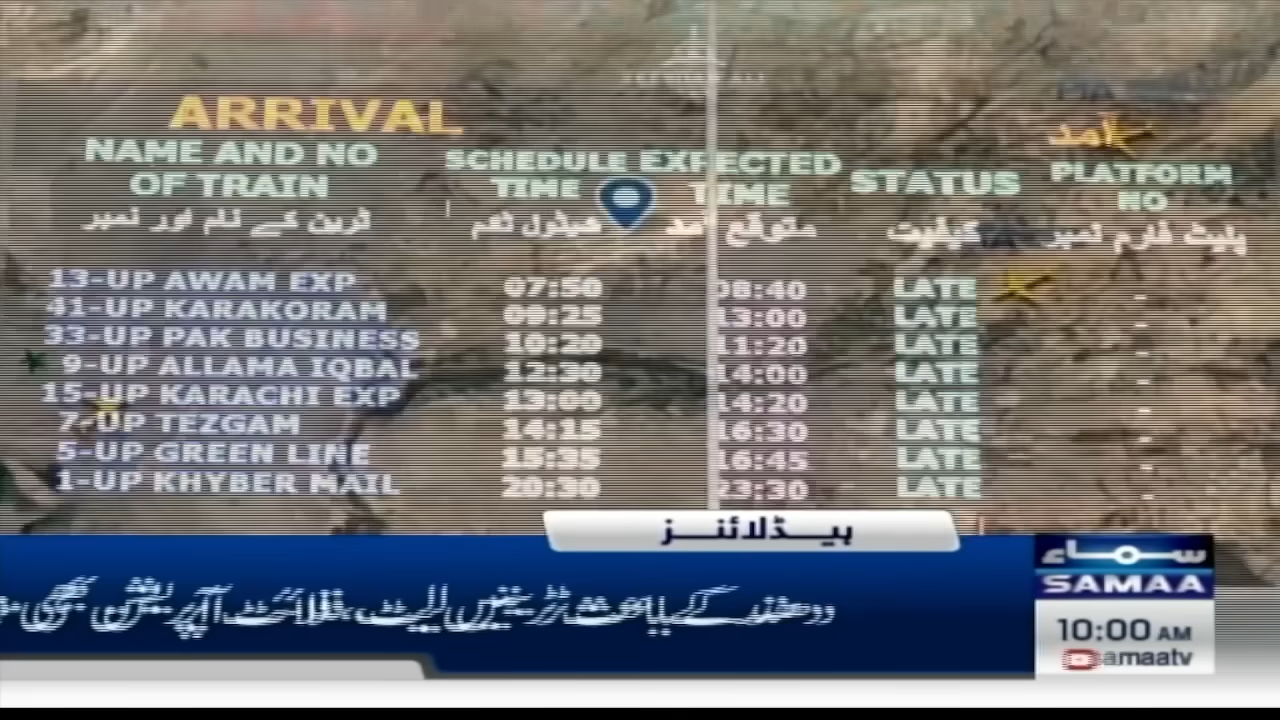 ARRIVAL
آمد
NAME AND NO OF TRAIN
SCHEDULE TIME
EXPECTED TIME
STATUS
PLATFORM NO
ٹرین کے نام اور نمبر
شیڈول ٹائم
متوقع آمد
کیفیت
پلیٹ فارم نمبر
13-UP AWAM EXP 07:50 08:40 LATE -
41-UP KARAKORAM 09:25 13:00 LATE -
33-UP PAK BUSINESS 10:20 11:20 LATE -
9-UP ALLAMA IQBAL 12:30 14:00 LATE -
15-UP KARACHI EXP 13:00 14:20 LATE -
7-UP TEZGAM 14:15 16:30 LATE -
5-UP GREEN LINE 15:35 16:45 LATE -
1-UP KHYBER MAIL 20:30 23:30 LATE -
ہیڈلائنز
دھند کے باعث ٹرینیں لیٹ، فلائٹ آپریشن بھی
سماء
SAMAA
10:00 AM
samaatv